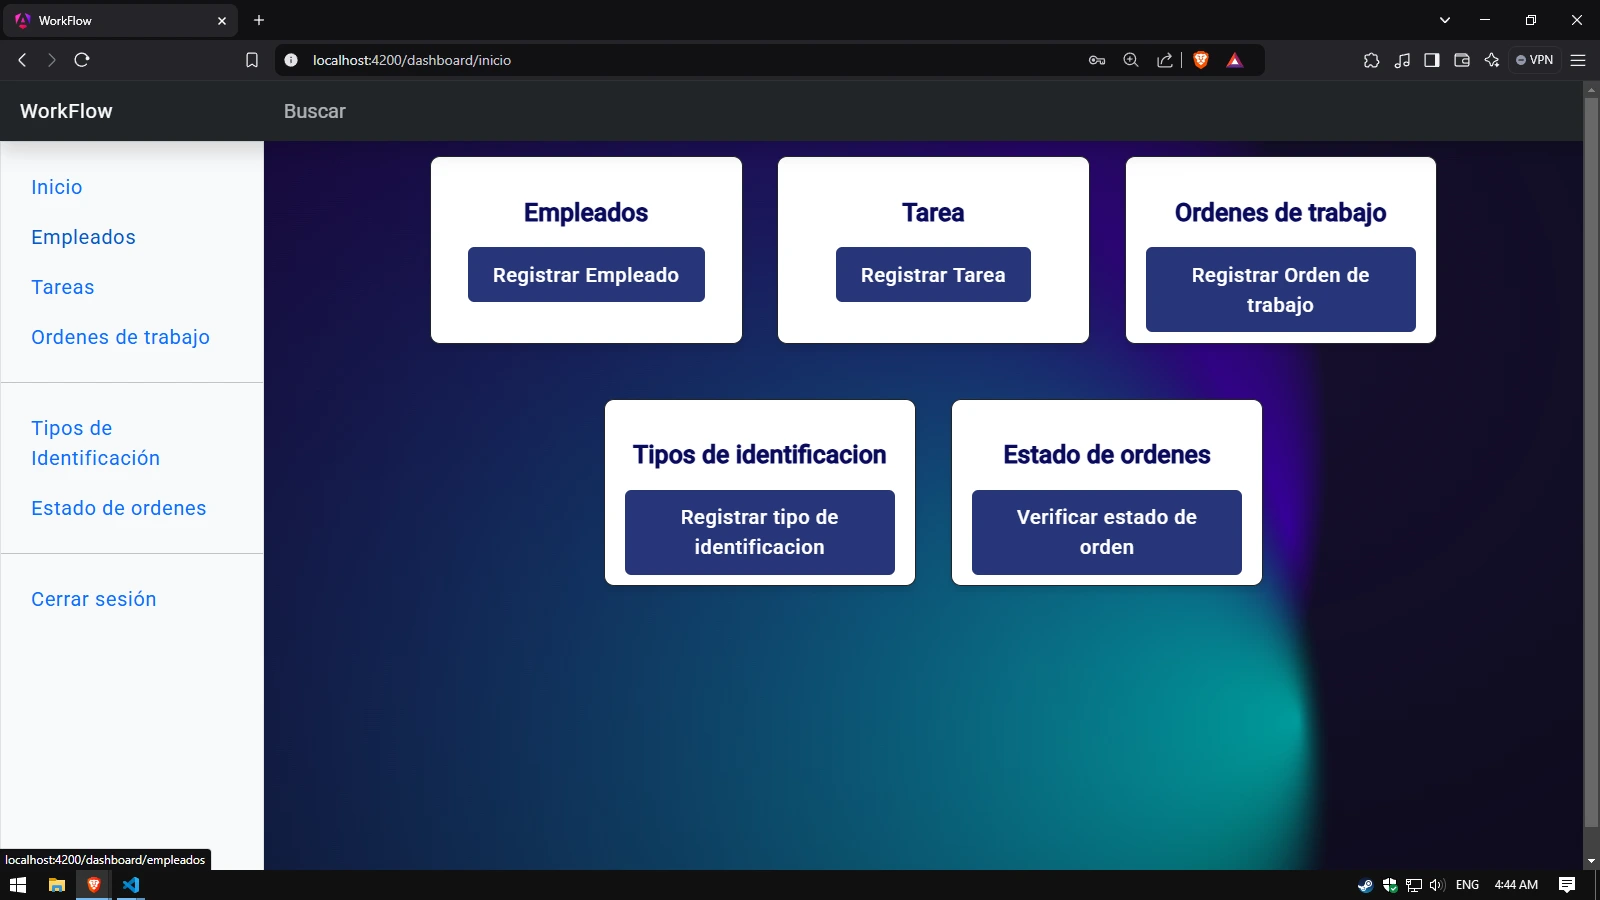 WorkFlow
localhost:4200/dashboard/inicio
VPN
WorkFlow
Buscar
Inicio
Empleados
Tareas
Ordenes de trabajo
Tipos de
Identificación
Estado de ordenes
Cerrar sesión
Empleados
Registrar Empleado
Tarea
Registrar Tarea
Ordenes de trabajo
Registrar Orden de
trabajo
Tipos de identificacion
Registrar tipo de
identificacion
Estado de ordenes
Verificar estado de
orden
localhost:4200/dashboard/empleados
ENG
4:44 AM